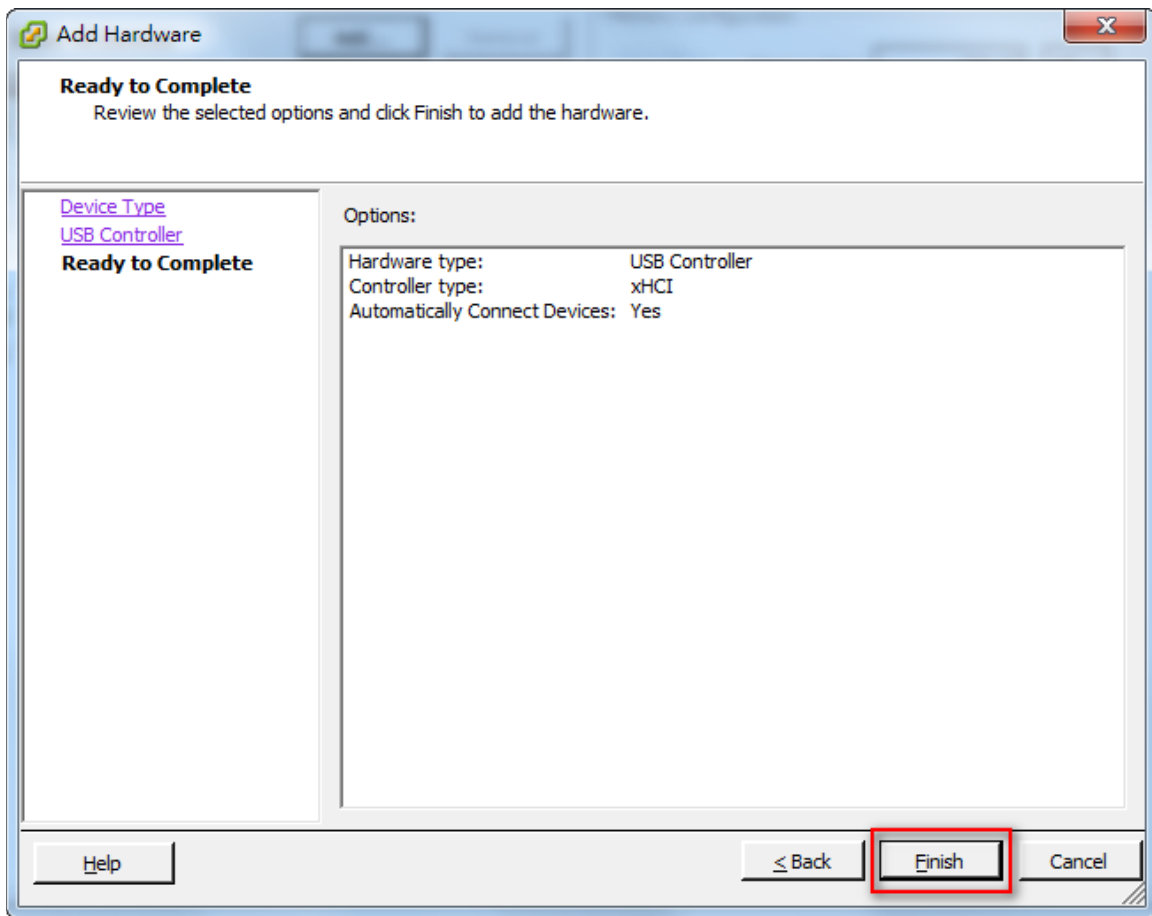 Add Hardware
Ready to Complete
Review the selected options and click Finish to add the hardware.
Device Type
USB Controller
Ready to Complete
Options:
Hardware type: USB Controller
Controller type: xHCI
Automatically Connect Devices: Yes
Help
< Back
Finish
Cancel